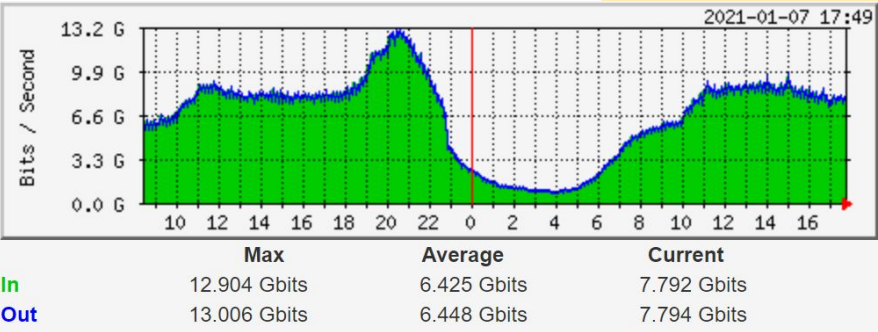 2021-01-07 17:49
13.2 G
9.9 G
6.6 G
3.3 G
0.0 G
Bits / Second
10 12 14 16 18 20 22 0 2 4 6 8 10 12 14 16
Max Average Current
In 12.904 Gbits 6.425 Gbits 7.792 Gbits
Out 13.006 Gbits 6.448 Gbits 7.794 Gbits